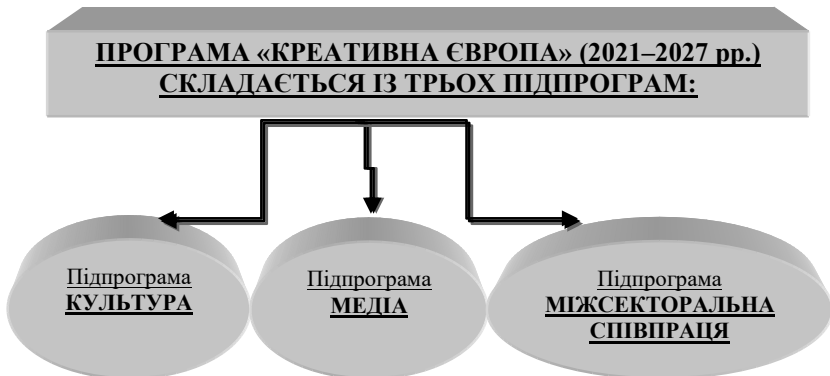 ПРОГРАМА «КРЕАТИВНА ЄВРОПА» (2021–2027 рр.)
СКЛАДАЄТЬСЯ ІЗ ТРЬОХ ПІДПРОГРАМ:
Підпрограма
КУЛЬТУРА
Підпрограма
МЕДІА
Підпрограма
МІЖСЕКТОРАЛЬНА
СПІВПРАЦЯ